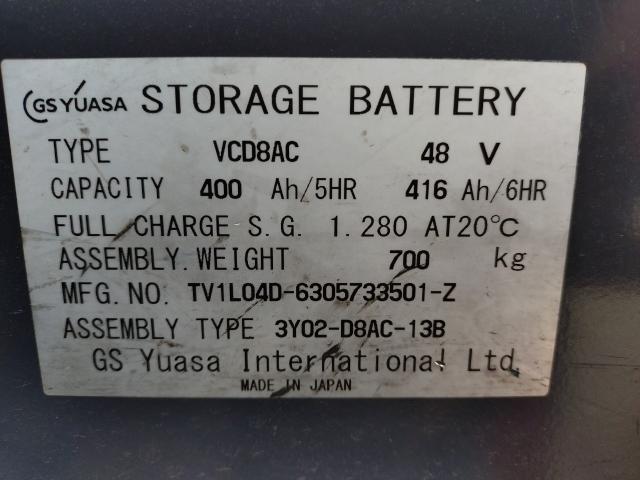 GS YUASA STORAGE BATTERY
TYPE VCD8AC 48 V
CAPACITY 400 Ah/5HR 416 Ah/6HR
FULL CHARGE S.G. 1.280 AT20°C
ASSEMBLY.WEIGHT 700 kg
MFG.NO. TV1L04D-6305733501-Z
ASSEMBLY TYPE 3Y02-D8AC-13B
GS Yuasa International Ltd.
MADE IN JAPAN